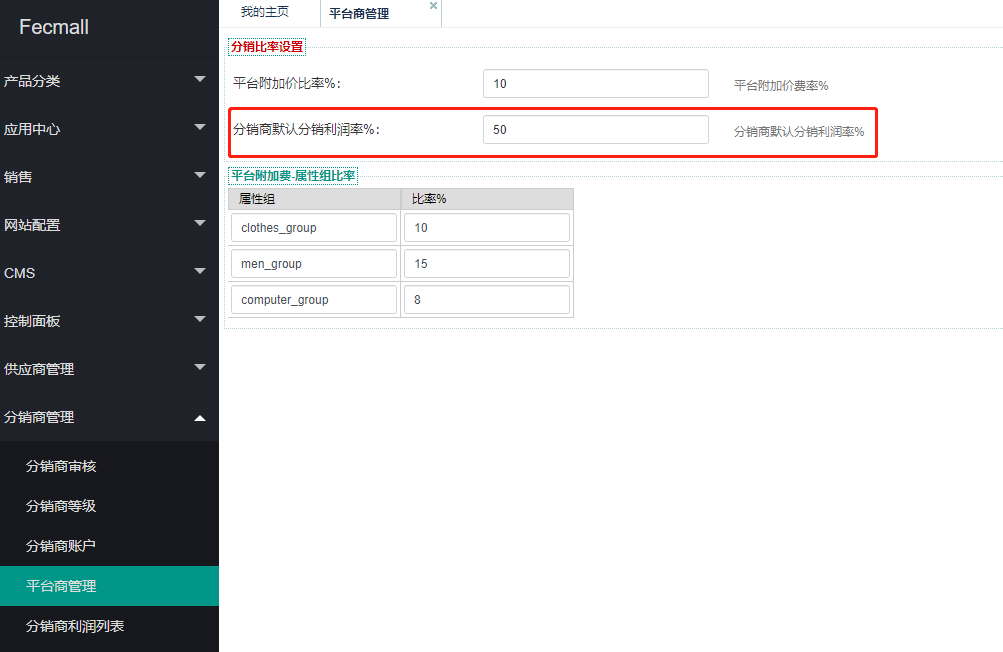 Fecmall
产品分类
应用中心
销售
网站配置
CMS
控制面板
供应商管理
分销商管理
分销商审核
分销商等级
分销商账户
平台商管理
分销商利润列表
我的主页
平台商管理
分销比率设置
平台附加价比率%:
10
平台附加价费率%
分销商默认分销利润率%:
50
分销商默认分销利润率%
平台附加费-属性组比率
属性组 比率%
clothes_group 10
men_group 15
computer_group 8